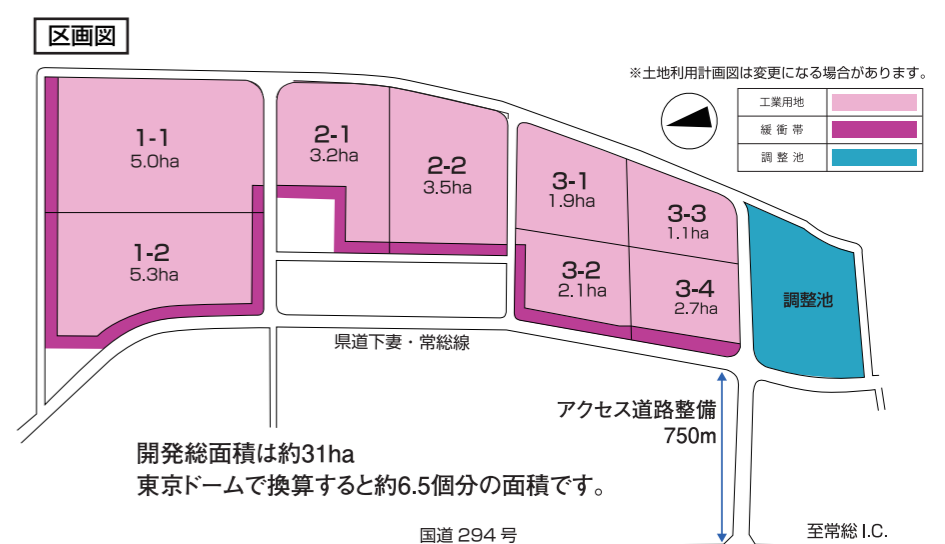 区画図
※土地利用計画図は変更になる場合があります。
工業用地
緩衝帯
調整池
1-1
5.0ha
2-1
3.2ha
2-2
3.5ha
3-1
1.9ha
3-3
1.1ha
1-2
5.3ha
3-2
2.1ha
3-4
2.7ha
調整池
県道下妻・常総線
アクセス道路整備
750m
開発総面積は約31ha
東京ドームで換算すると約6.5個分の面積です。
国道 294 号
至常総 I.C.